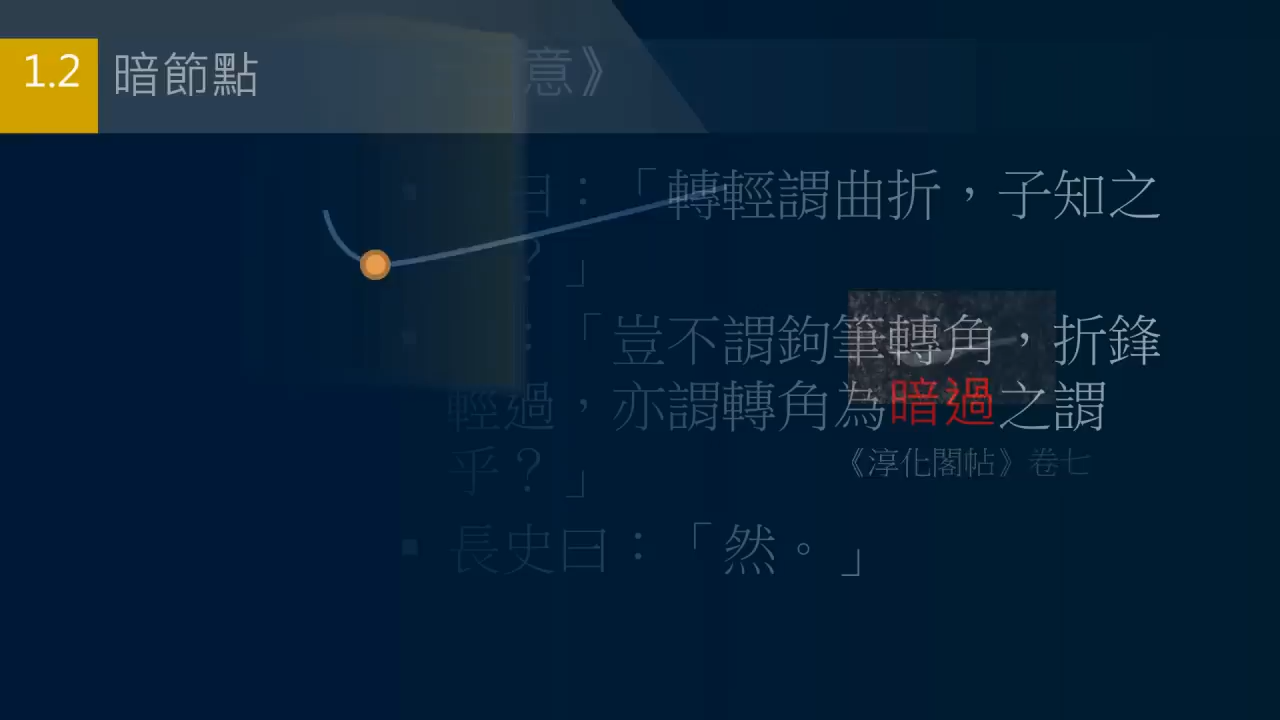 1.2 暗節點
意》
曰：「轉輕謂曲折，子知之
？」
：「豈不謂鉤筆轉角，折鋒
輕過，亦謂轉角為暗過之謂
乎？」
《淳化閣帖》卷七
長史曰：「然。」